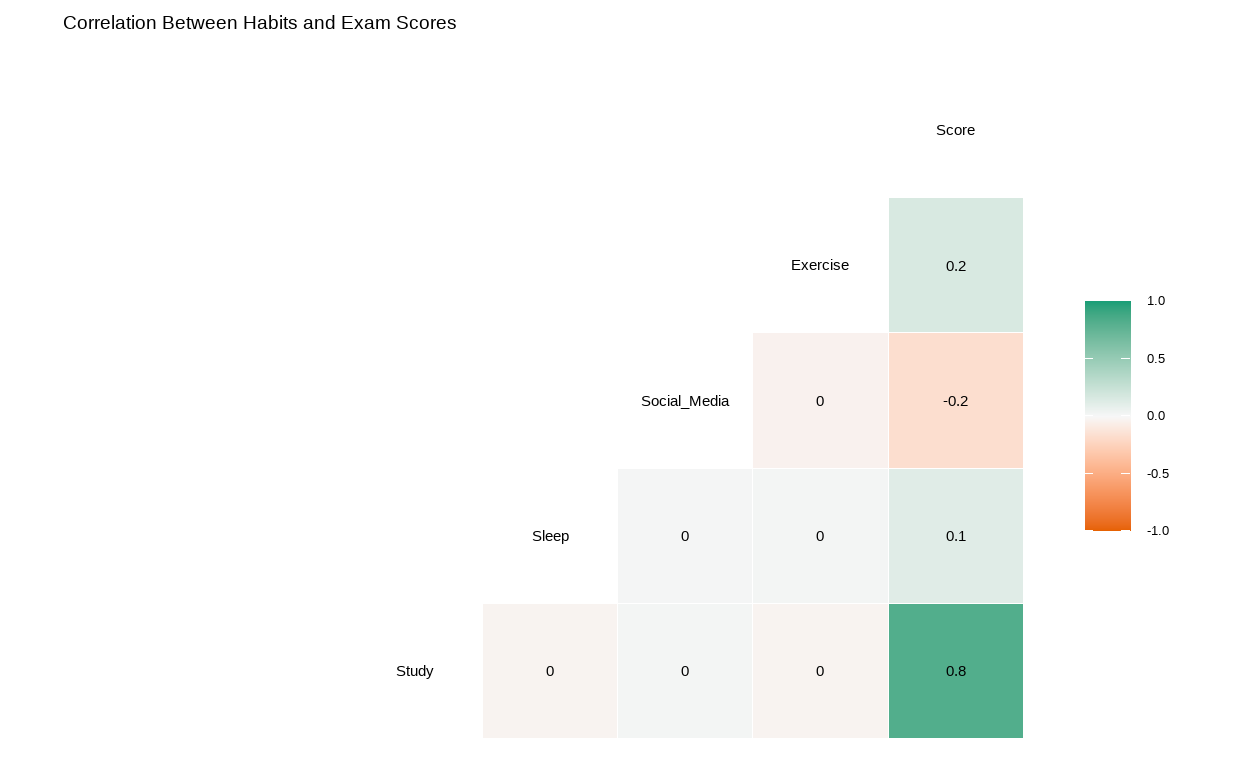 Correlation Between Habits and Exam Scores
Score
Exercise 0.2
Social_Media 0 -0.2
Sleep 0 0 0.1
Study 0 0 0 0.8
1.0
0.5
0.0
-0.5
-1.0